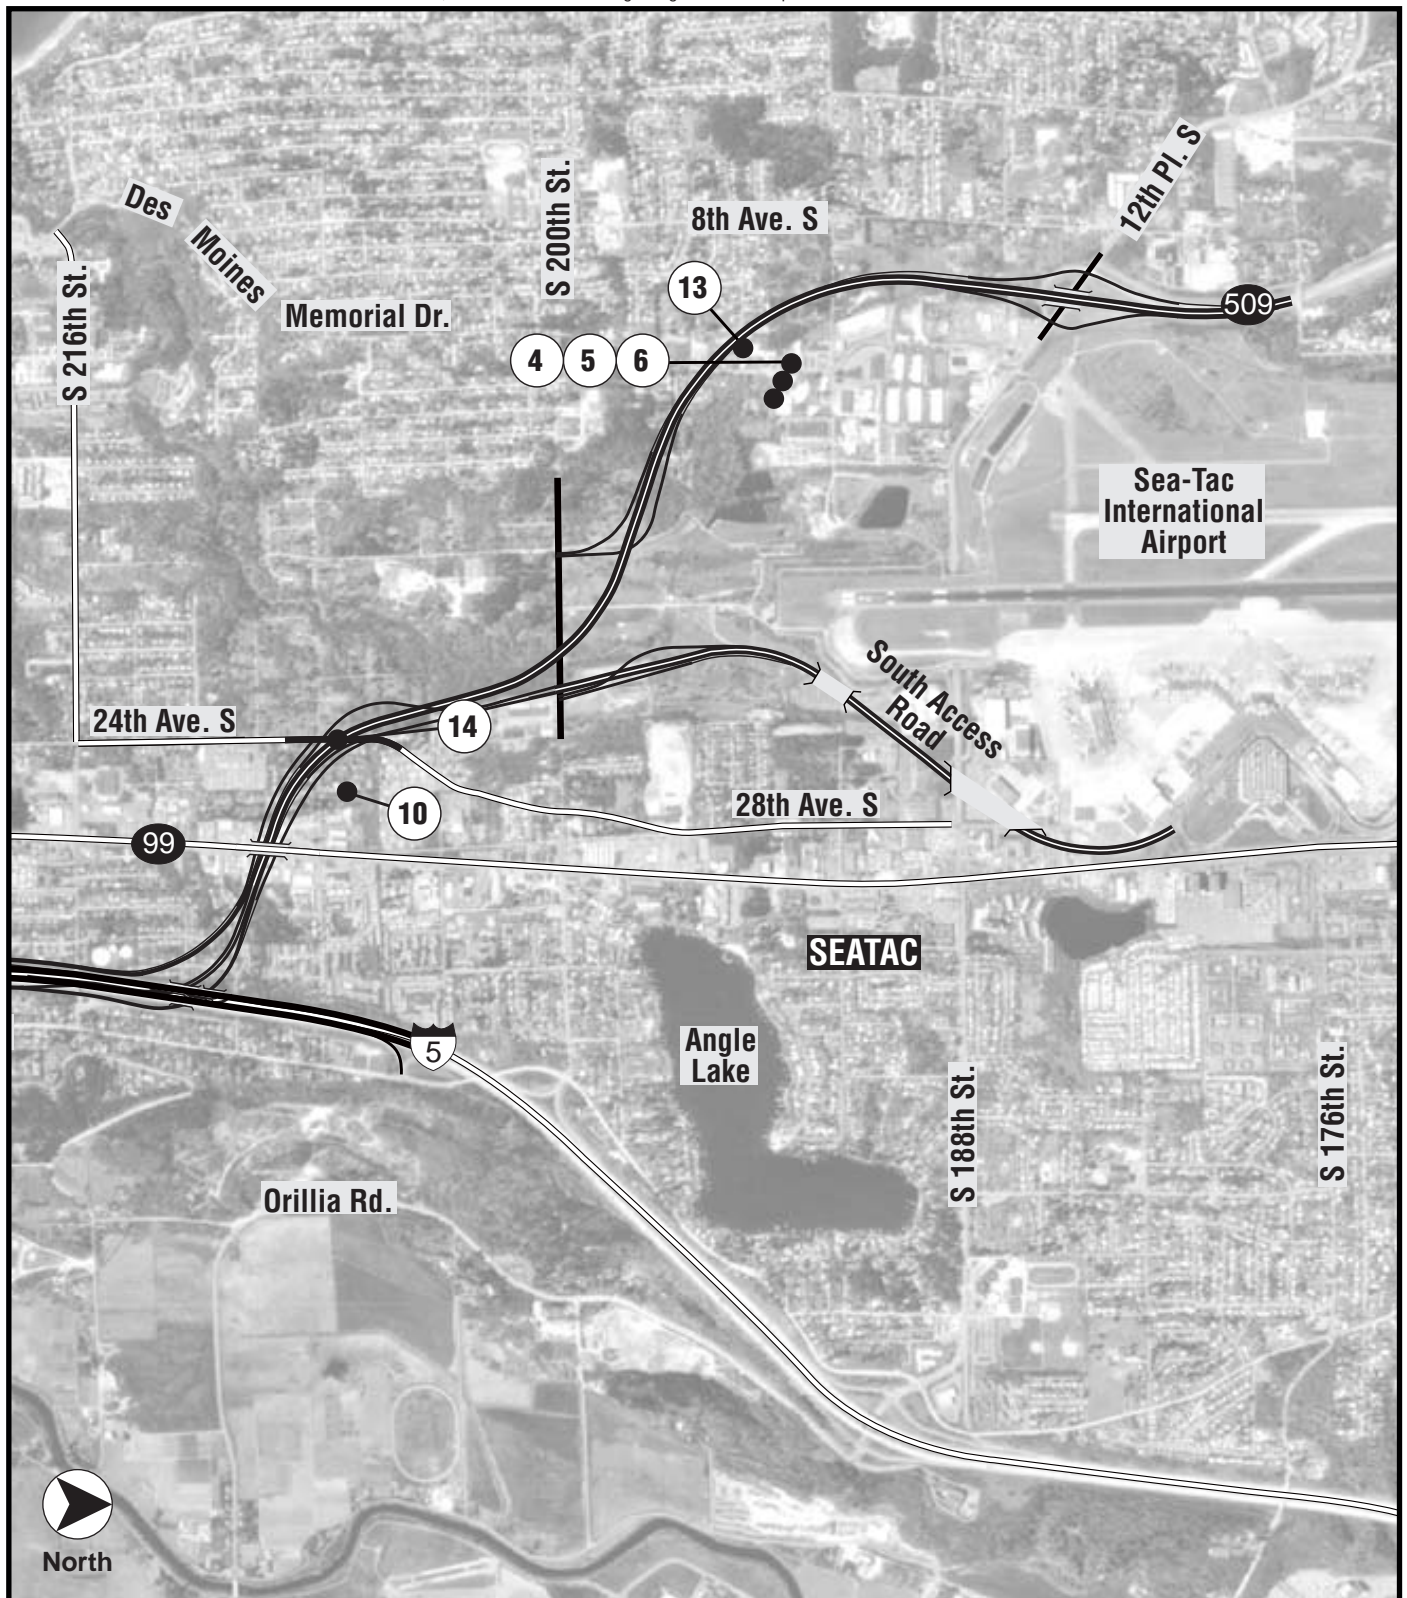 12th Pl. S
Des
Moines
Memorial Dr.
S 200th St.
8th Ave. S
S 216th St.
13
509
4 5 6
Sea-Tac
International
Airport
South Access
Road
24th Ave. S
14
10
28th Ave. S
99
SEATAC
5
Angle
Lake
S 188th St.
S 176th St.
Orillia Rd.
North